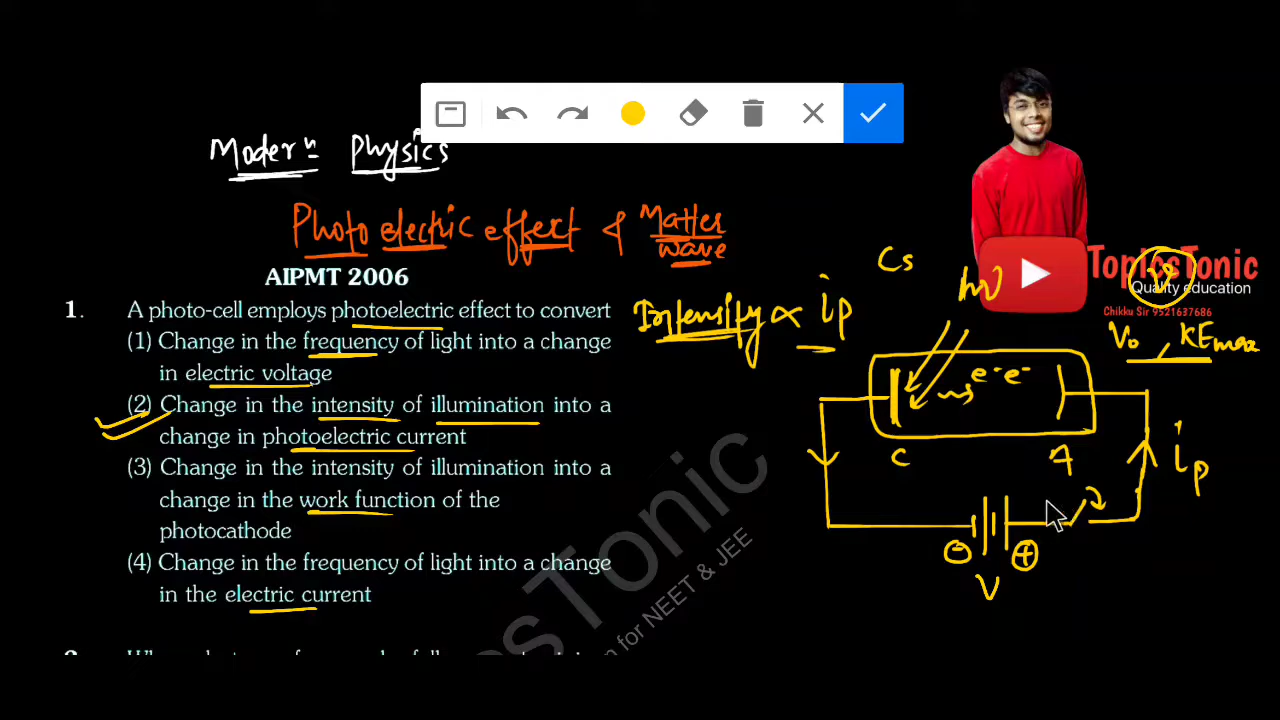 Modern Physics
Photo electric effect & Matter
wave
AIPMT 2006
1. A photo-cell employs photoelectric effect to convert
(1) Change in the frequency of light into a change
in electric voltage
(2) Change in the intensity of illumination into a
change in photoelectric current
(3) Change in the intensity of illumination into a
change in the work function of the
photocathode
(4) Change in the frequency of light into a change
in the electric current
Intensity ∝ ip
Cs
hν
TopicsTonic
Quality education
Chikku Sir 9521637686
ν
V₀, KEmax
e⁻ e⁻
C
A
ip
⊖ ⊕
V
sTonic
n for NEET & JEE